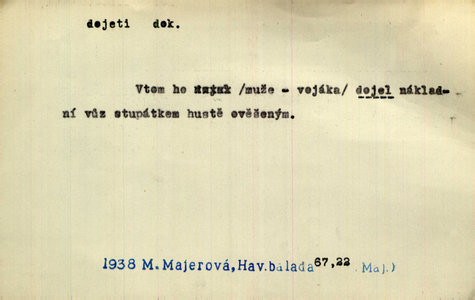 dojeti dok.
Vtom ho /muže - vojáka/ dojel náklad-
ní vůz stupátkem hustě ověšeným.
1938 M. Majerová, Hav. balada 67,22 Maj.)